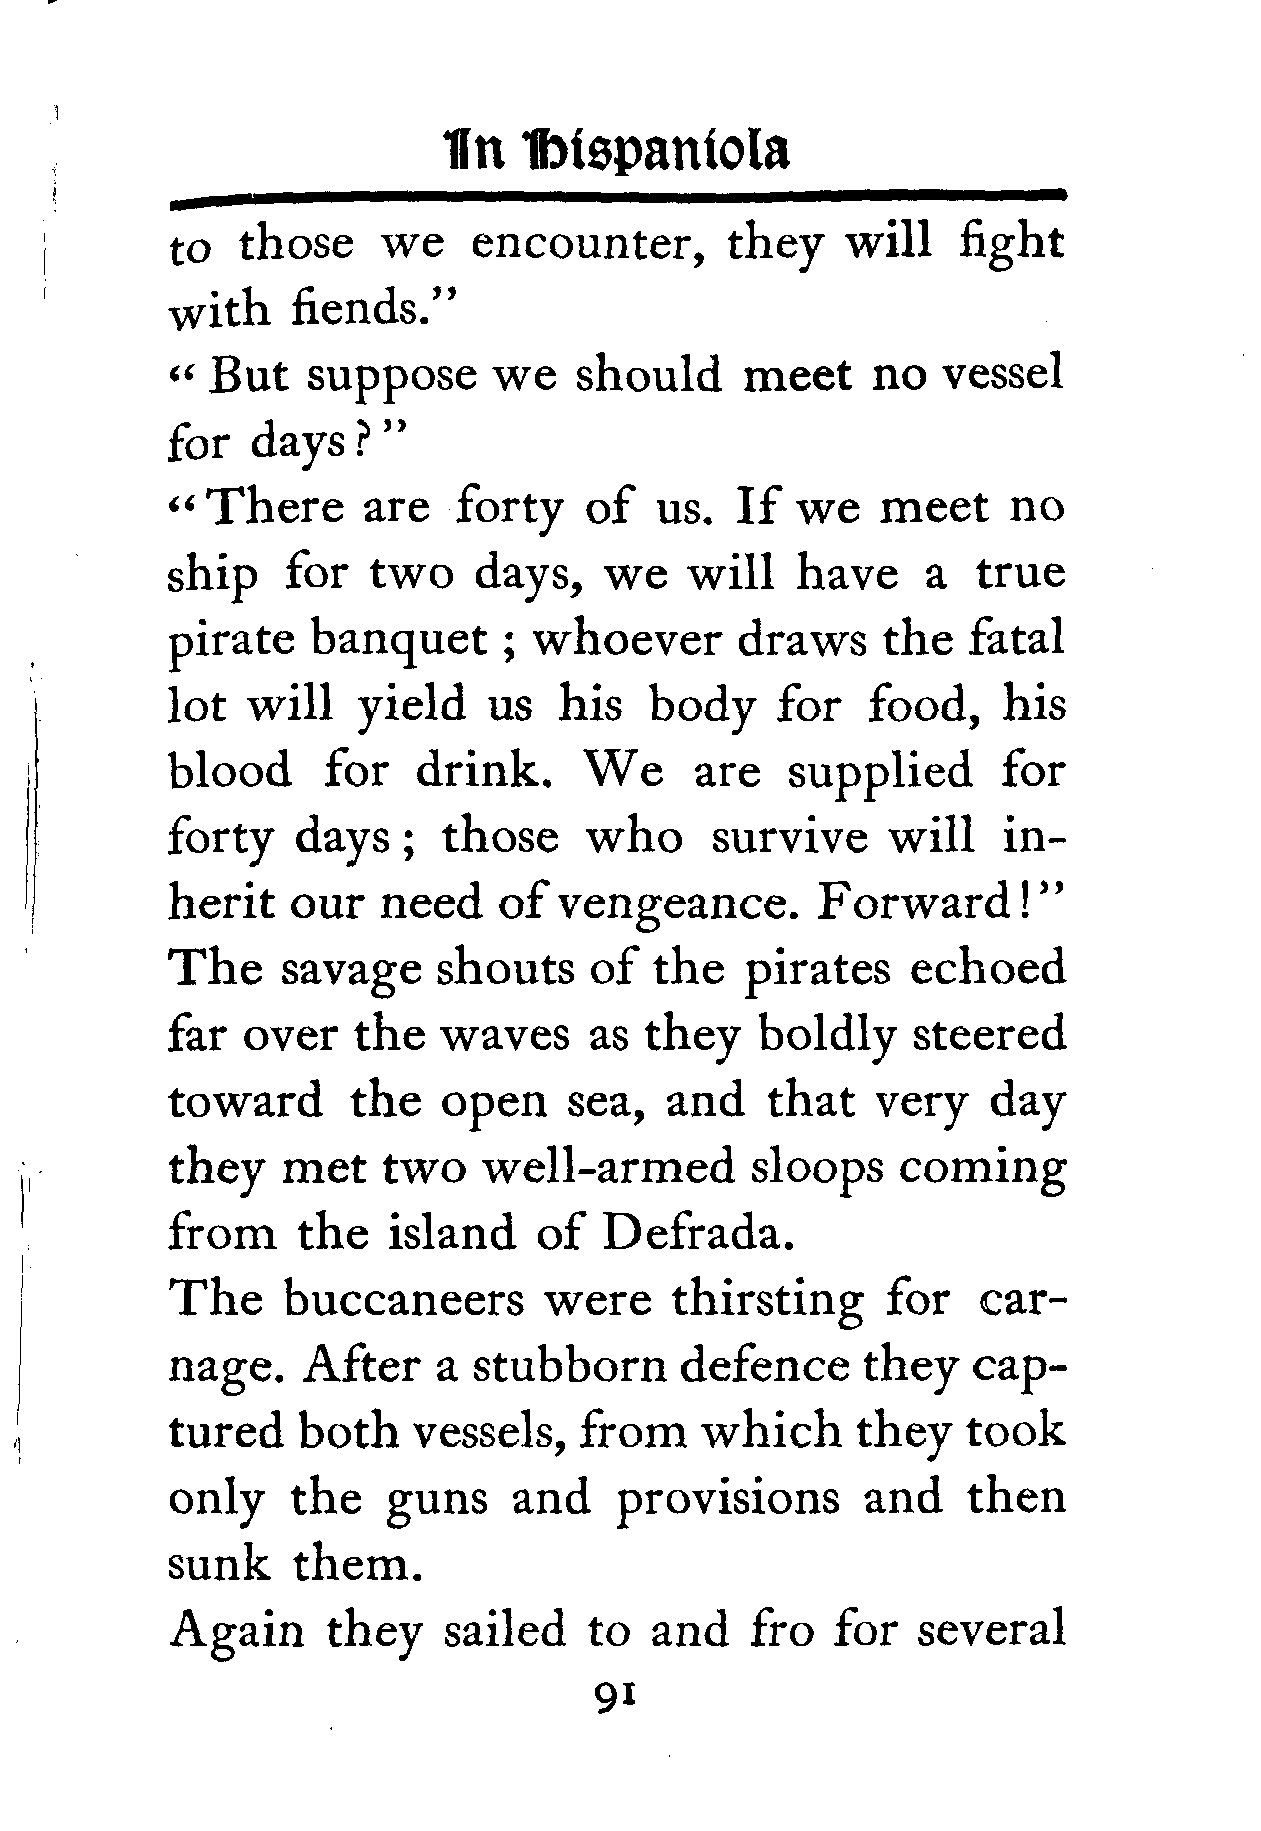 In Hispaniola
to those we encounter, they will fight
with fiends."
"But suppose we should meet no vessel
for days?"
"There are forty of us. If we meet no
ship for two days, we will have a true
pirate banquet; whoever draws the fatal
lot will yield us his body for food, his
blood for drink. We are supplied for
forty days; those who survive will in-
herit our need of vengeance. Forward!"
The savage shouts of the pirates echoed
far over the waves as they boldly steered
toward the open sea, and that very day
they met two well-armed sloops coming
from the island of Defrada.
The buccaneers were thirsting for car-
nage. After a stubborn defence they cap-
tured both vessels, from which they took
only the guns and provisions and then
sunk them.
Again they sailed to and fro for several
91